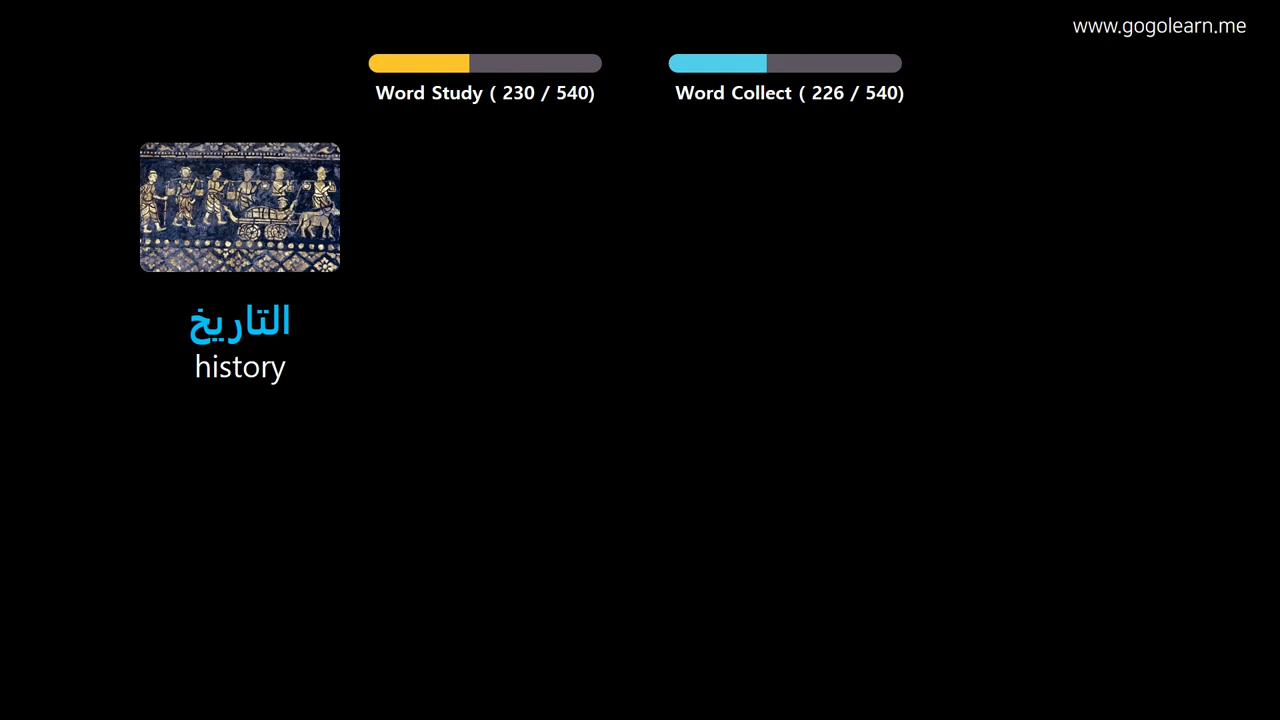 www.gogolearn.me
Word Study ( 230 / 540)
Word Collect ( 226 / 540)
التاريخ
history